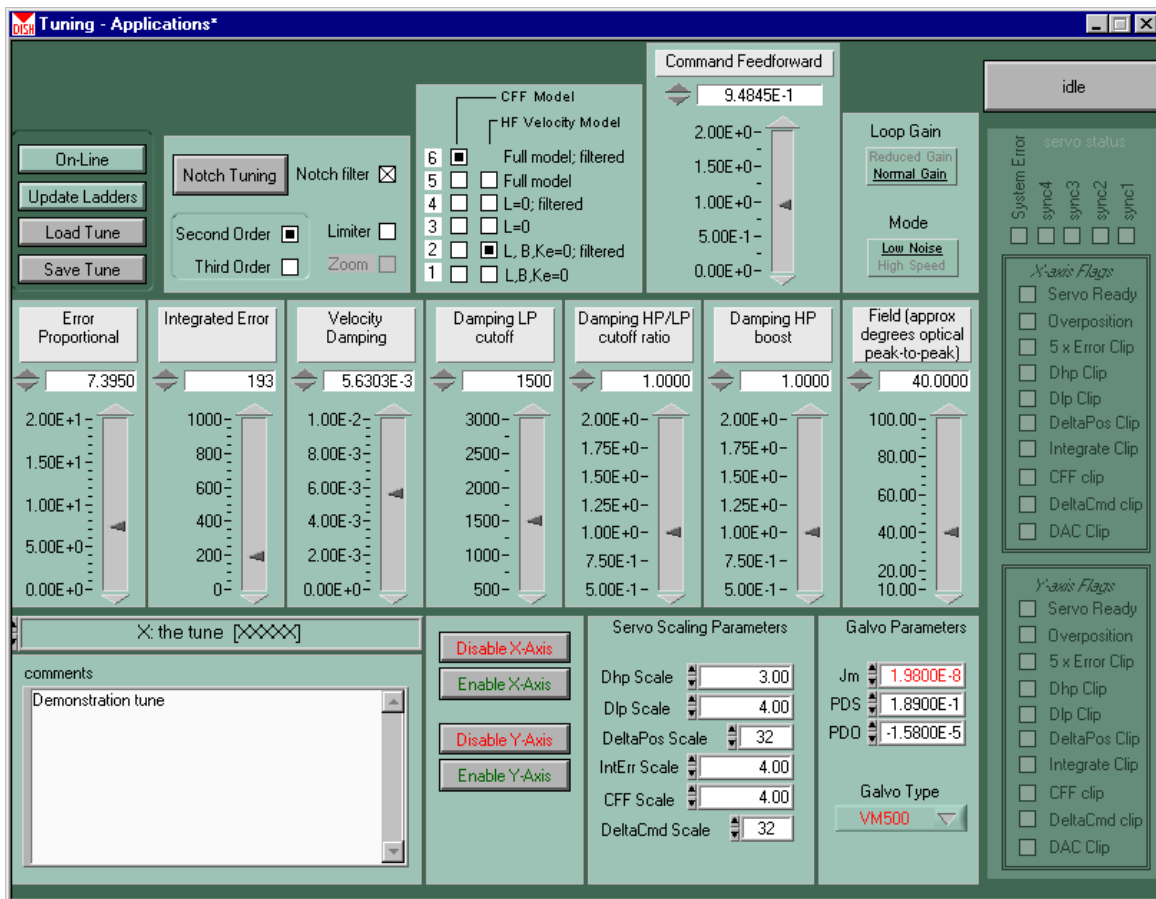 DISH Tuning - Applications*
On-Line
Update Ladders
Load Tune
Save Tune
Notch Tuning
Notch filter
Second Order
Third Order
Limiter
Zoom
CFF Model
HF Velocity Model
6 Full model; filtered
5 Full model
4 L=0; filtered
3 L=0
2 L, B,Ke=0; filtered
1 L,B,Ke=0
Command Feedforward
9.4845E-1
2.00E+0
1.50E+0
1.00E+0
5.00E-1
0.00E+0
Loop Gain
Reduced Gain
Normal Gain
Mode
Low Noise
High Speed
idle
servo status
System Error
sync4
sync3
sync2
sync1
X-axis Flags
Servo Ready
Overposition
5 x Error Clip
Dhp Clip
Dlp Clip
DeltaPos Clip
Integrate Clip
CFF clip
DeltaCmd clip
DAC Clip
Error
Proportional
7.3950
2.00E+1
1.50E+1
1.00E+1
5.00E+0
0.00E+0
Integrated Error
193
1000
800
600
400
200
0
Velocity
Damping
5.6303E-3
1.00E-2
8.00E-3
6.00E-3
4.00E-3
2.00E-3
0.00E+0
Damping LP
cutoff
1500
3000
2500
2000
1500
1000
500
Damping HP/LP
cutoff ratio
1.0000
2.00E+0
1.75E+0
1.50E+0
1.25E+0
1.00E+0
7.50E-1
5.00E-1
Damping HP
boost
1.0000
2.00E+0
1.75E+0
1.50E+0
1.25E+0
1.00E+0
7.50E-1
5.00E-1
Field (approx
degrees optical
peak-to-peak)
40.0000
100.00
80.00
60.00
40.00
20.00
10.00
X: the tune [XXXXX]
comments
Demonstration tune
Disable X-Axis
Enable X-Axis
Disable Y-Axis
Enable Y-Axis
Servo Scaling Parameters
Dhp Scale 3.00
Dlp Scale 4.00
DeltaPos Scale 32
IntErr Scale 4.00
CFF Scale 4.00
DeltaCmd Scale 32
Galvo Parameters
Jm 1.9800E-8
PDS 1.8900E-1
PDO -1.5800E-5
Galvo Type
VM500
Y-axis Flags
Servo Ready
Overposition
5 x Error Clip
Dhp Clip
Dlp Clip
DeltaPos Clip
Integrate Clip
CFF clip
DeltaCmd clip
DAC Clip